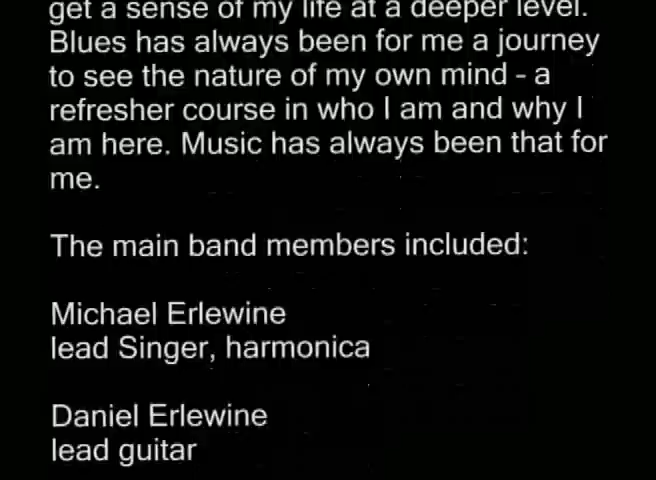 get a sense of my life at a deeper level.
Blues has always been for me a journey
to see the nature of my own mind - a
refresher course in who I am and why I
am here. Music has always been that for
me.
The main band members included:
Michael Erlewine
lead Singer, harmonica
Daniel Erlewine
lead guitar